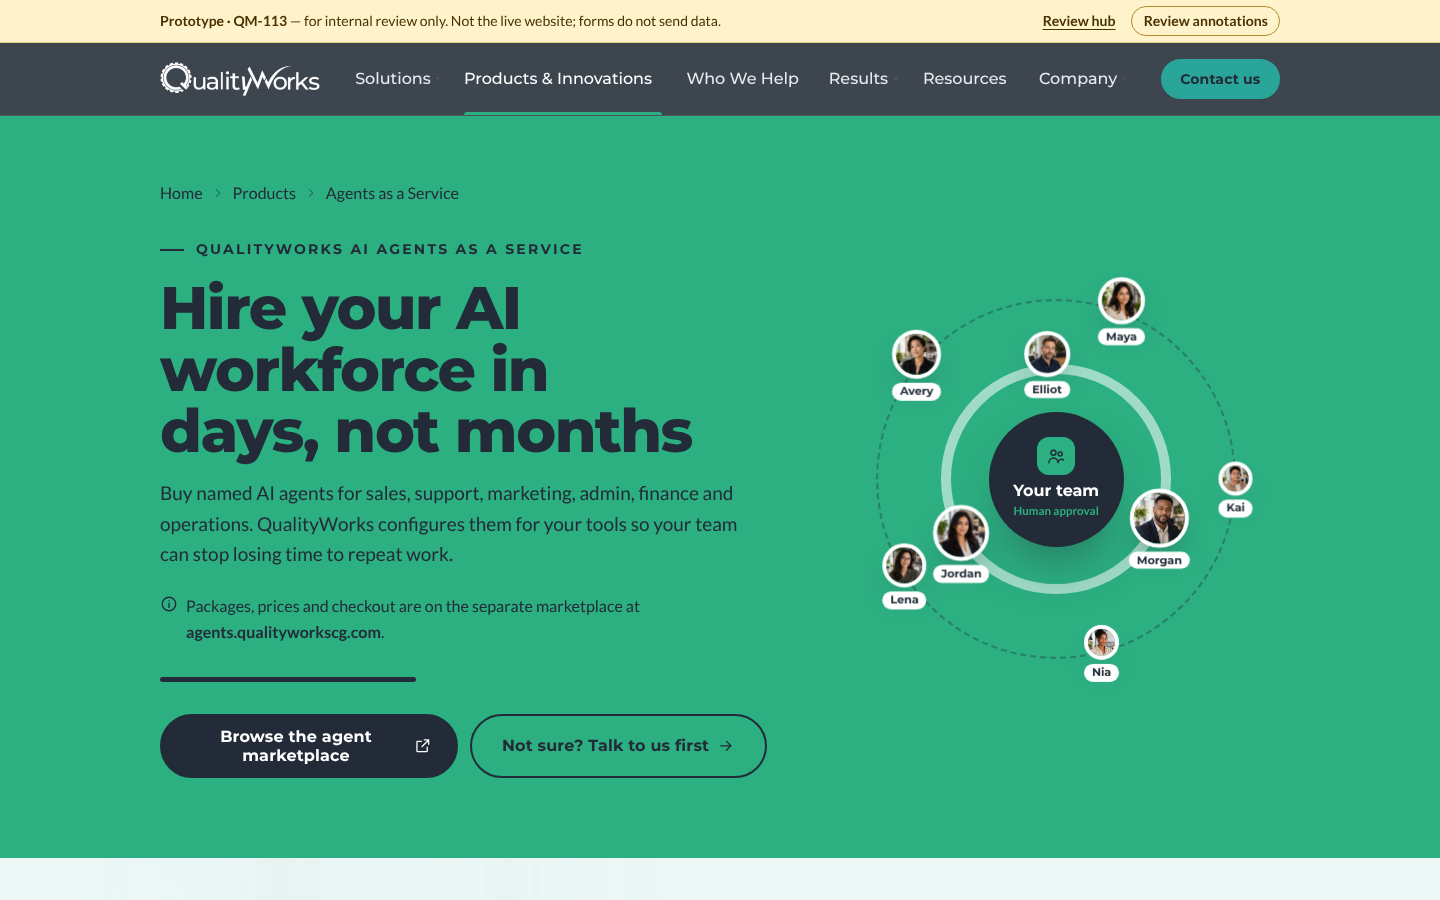 Prototype · QM-113 — for internal review only. Not the live website; forms do not send data.
Review hub
Review annotations
QualityWorks
Solutions
Products & Innovations
Who We Help
Results
Resources
Company
Contact us
Home
Products
Agents as a Service
QUALITYWORKS AI AGENTS AS A SERVICE
Hire your AI
workforce in
days, not months
Buy named AI agents for sales, support, marketing, admin, finance and
operations. QualityWorks configures them for your tools so your team
can stop losing time to repeat work.
Packages, prices and checkout are on the separate marketplace at
agents.qualityworkscg.com.
Browse the agent
marketplace
Not sure? Talk to us first
Maya
Avery
Elliot
Your team
Human approval
Kai
Morgan
Jordan
Lena
Nia